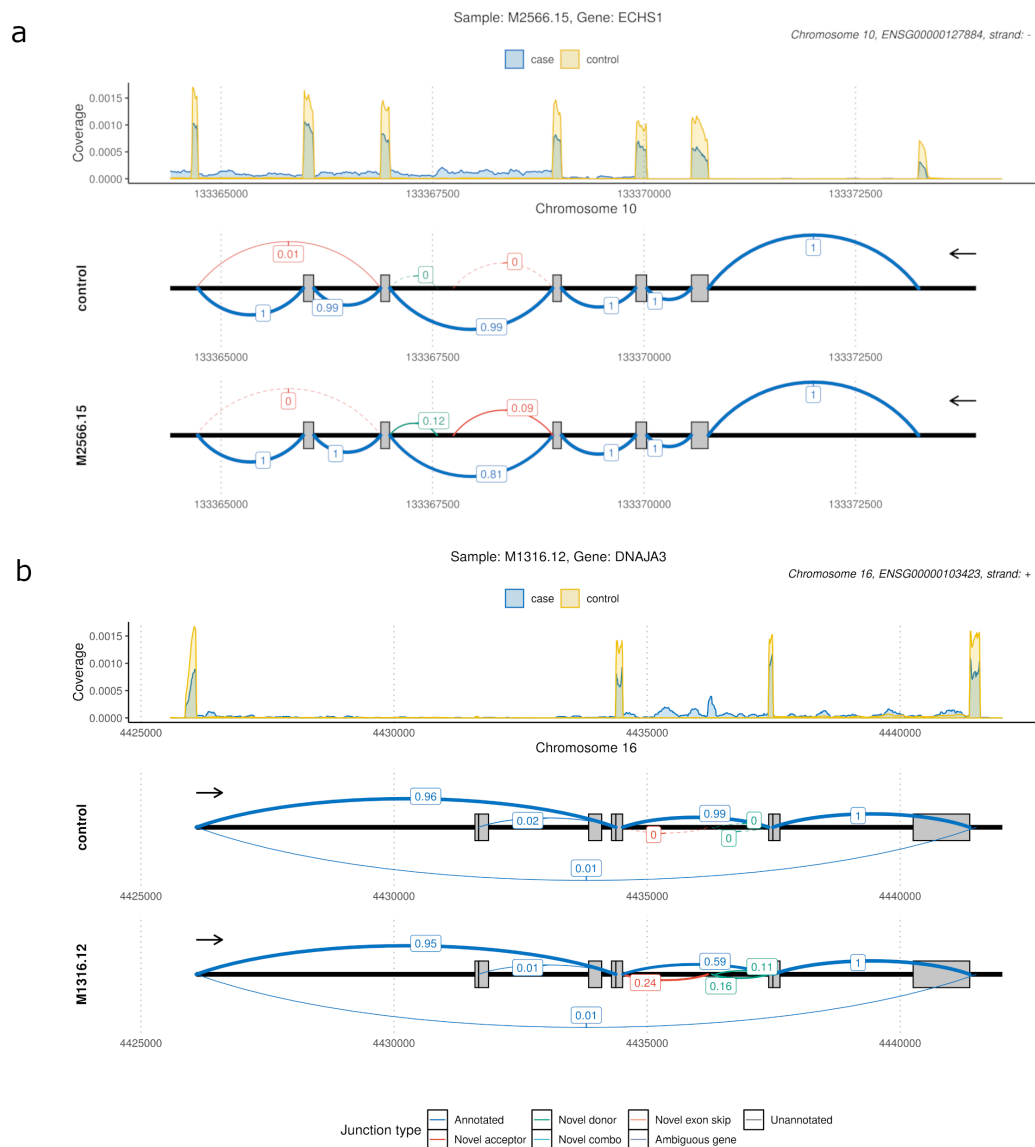 a
Sample: M2566.15, Gene: ECHS1
Chromosome 10, ENSG00000127884, strand: -
case control
Coverage
0.0015
0.0010
0.0005
0.0000
133365000 133367500 133370000 133372500
Chromosome 10
control
0.01 0 0 1
1 0.99 0.99 1 1
133365000 133367500 133370000 133372500
M2566.15
0 0.12 0.09 1
1 1 0.81 1 1
133365000 133367500 133370000 133372500
b
Sample: M1316.12, Gene: DNAJA3
Chromosome 16, ENSG00000103423, strand: +
case control
Coverage
0.0015
0.0010
0.0005
0.0000
4425000 4430000 4435000 4440000
Chromosome 16
control
0.96 0.02 0.99 0 1
0 0
0.01
4425000 4430000 4435000 4440000
M1316.12
0.95 0.01 0.59 0.11 1
0.24 0.16
0.01
4425000 4430000 4435000 4440000
Junction type
Annotated Novel donor Novel exon skip Unannotated
Novel acceptor Novel combo Ambiguous gene